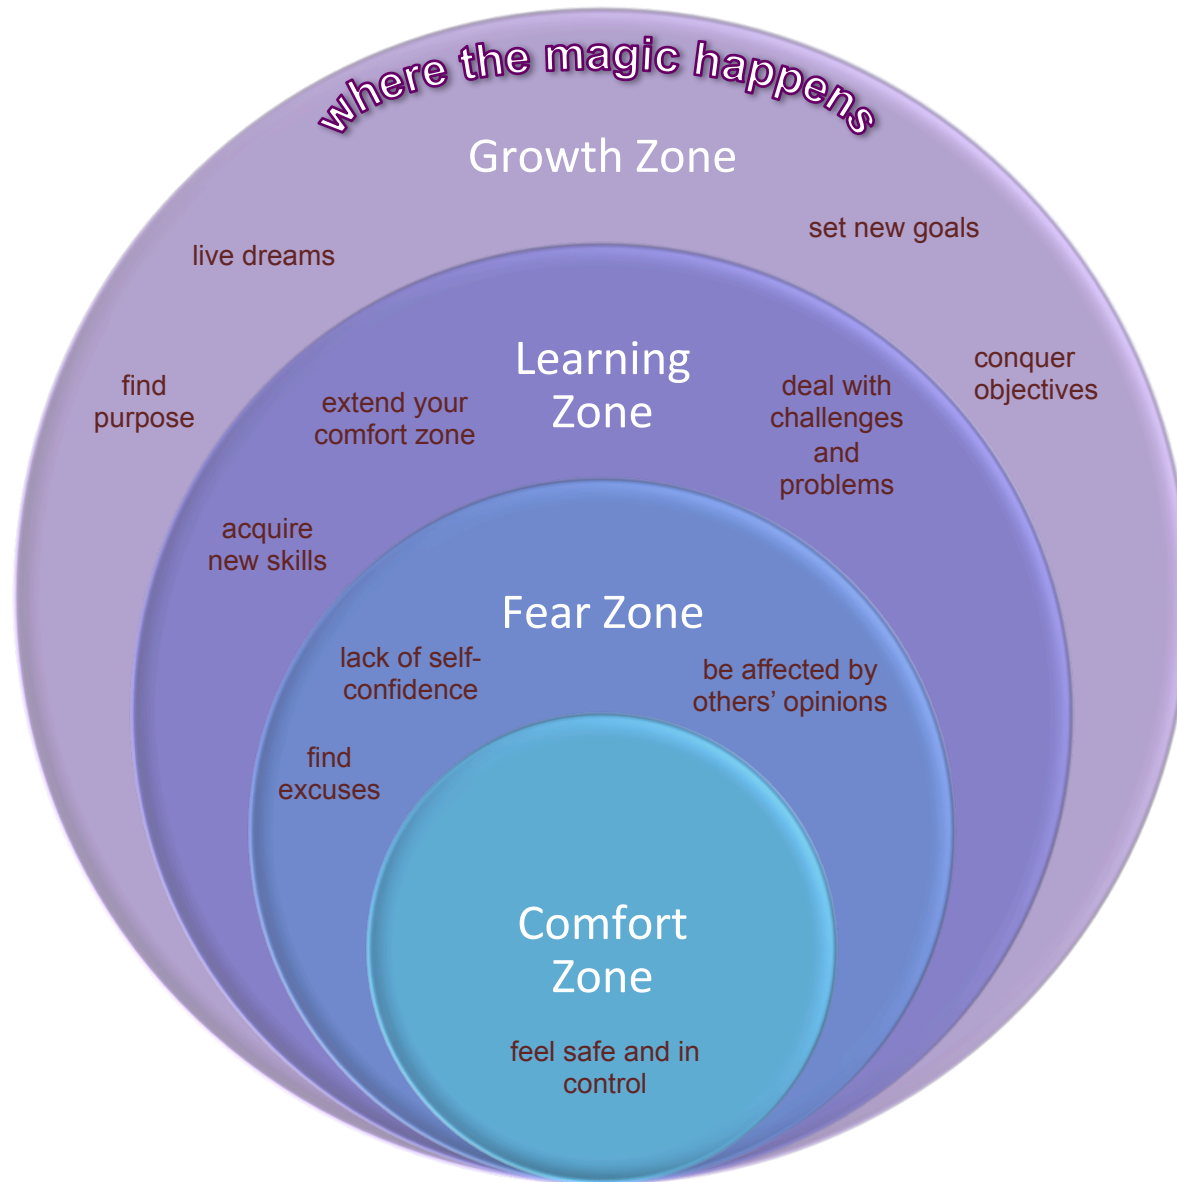 where the magic happens
Growth Zone
live dreams
set new goals
find
purpose
conquer
objectives
Learning
Zone
extend your
comfort zone
deal with
challenges
and
problems
acquire
new skills
Fear Zone
lack of self-
confidence
be affected by
others’ opinions
find
excuses
Comfort
Zone
feel safe and in
control